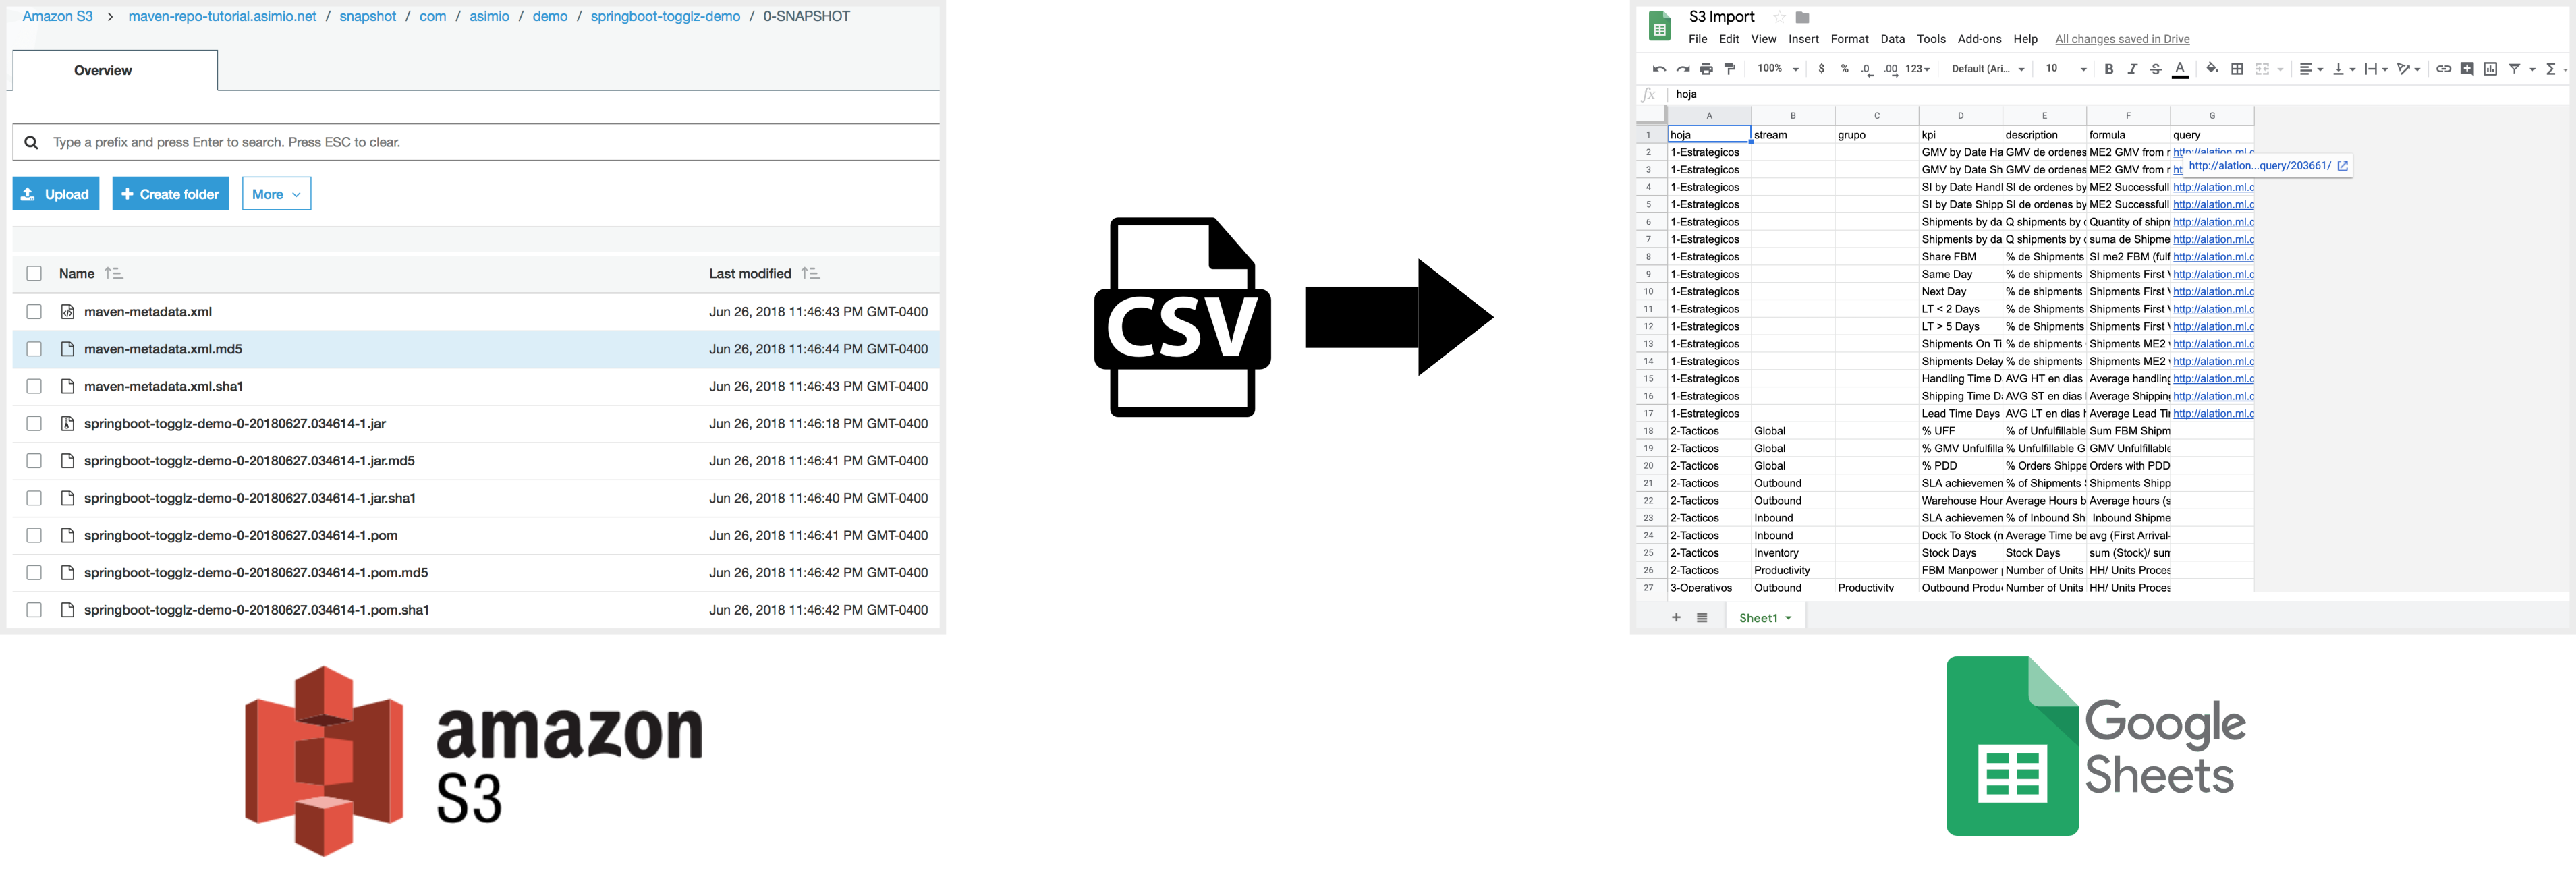 Amazon S3 > maven-repo-tutorial.asimio.net / snapshot / com / asimio / demo / springboot-togglz-demo / 0-SNAPSHOT
Overview
Type a prefix and press Enter to search. Press ESC to clear.
Upload + Create folder More
Name Last modified
maven-metadata.xml Jun 26, 2018 11:46:43 PM GMT-0400
maven-metadata.xml.md5 Jun 26, 2018 11:46:44 PM GMT-0400
maven-metadata.xml.sha1 Jun 26, 2018 11:46:43 PM GMT-0400
springboot-togglz-demo-0-20180627.034614-1.jar Jun 26, 2018 11:46:18 PM GMT-0400
springboot-togglz-demo-0-20180627.034614-1.jar.md5 Jun 26, 2018 11:46:41 PM GMT-0400
springboot-togglz-demo-0-20180627.034614-1.jar.sha1 Jun 26, 2018 11:46:40 PM GMT-0400
springboot-togglz-demo-0-20180627.034614-1.pom Jun 26, 2018 11:46:41 PM GMT-0400
springboot-togglz-demo-0-20180627.034614-1.pom.md5 Jun 26, 2018 11:46:42 PM GMT-0400
springboot-togglz-demo-0-20180627.034614-1.pom.sha1 Jun 26, 2018 11:46:42 PM GMT-0400
amazon
S3
CSV
S3 Import
File Edit View Insert Format Data Tools Add-ons Help All changes saved in Drive
100% $ % .0 .00 123 Default (Ari... 10 B I S A
fx hoja
A B C D E F G
1 hoja stream grupo kpi description formula query
2 1-Estrategicos GMV by Date Ha GMV de ordenes ME2 GMV from r http://alation.ml.c
http://alation...query/203661/
3 1-Estrategicos GMV by Date Sh GMV de ordenes ME2 GMV from r ht
4 1-Estrategicos SI by Date Handl SI de ordenes by ME2 Successfull http://alation.ml.c
5 1-Estrategicos SI by Date Shipp SI de ordenes by ME2 Successfull http://alation.ml.c
6 1-Estrategicos Shipments by da Q shipments by c Quantity of shipm http://alation.ml.c
7 1-Estrategicos Shipments by da Q shipments by c suma de Shipme http://alation.ml.c
8 1-Estrategicos Share FBM % de Shipments SI me2 FBM (fulf http://alation.ml.c
9 1-Estrategicos Same Day % de shipments Shipments First V http://alation.ml.c
10 1-Estrategicos Next Day % de shipments Shipments First V http://alation.ml.c
11 1-Estrategicos LT < 2 Days % de Shipments Shipments First V http://alation.ml.c
12 1-Estrategicos LT > 5 Days % de Shipments Shipments First V http://alation.ml.c
13 1-Estrategicos Shipments On Ti % de shipments Shipments ME2 http://alation.ml.c
14 1-Estrategicos Shipments Delay % de shipments Shipments ME2 http://alation.ml.c
15 1-Estrategicos Handling Time D AVG HT en dias Average handling http://alation.ml.c
16 1-Estrategicos Shipping Time D AVG ST en dias Average Shipping http://alation.ml.c
17 1-Estrategicos Lead Time Days AVG LT en dias Average Lead Ti http://alation.ml.c
18 2-Tacticos Global % UFF % of Unfulfillable Sum FBM Shipm
19 2-Tacticos Global % GMV Unfulfilla % Unfulfillable G GMV Unfulfillable
20 2-Tacticos Global % PDD % Orders Shippe Orders with PDD
21 2-Tacticos Outbound SLA achievemen % of Shipments Shipments Shipp
22 2-Tacticos Outbound Warehouse Hour Average Hours b Average hours (s
23 2-Tacticos Inbound SLA achievemen % of Inbound Sh Inbound Shipme
24 2-Tacticos Inbound Dock To Stock (n Average Time be avg (First Arrival-
25 2-Tacticos Inventory Stock Days Stock Days sum (Stock)/ sum
26 2-Tacticos Productivity FBM Manpower Number of Units HH/ Units Proces
27 3-Operativos Outbound Productivity Outbound Produ Number of Units HH/ Units Proces
+ Sheet1
Google
Sheets